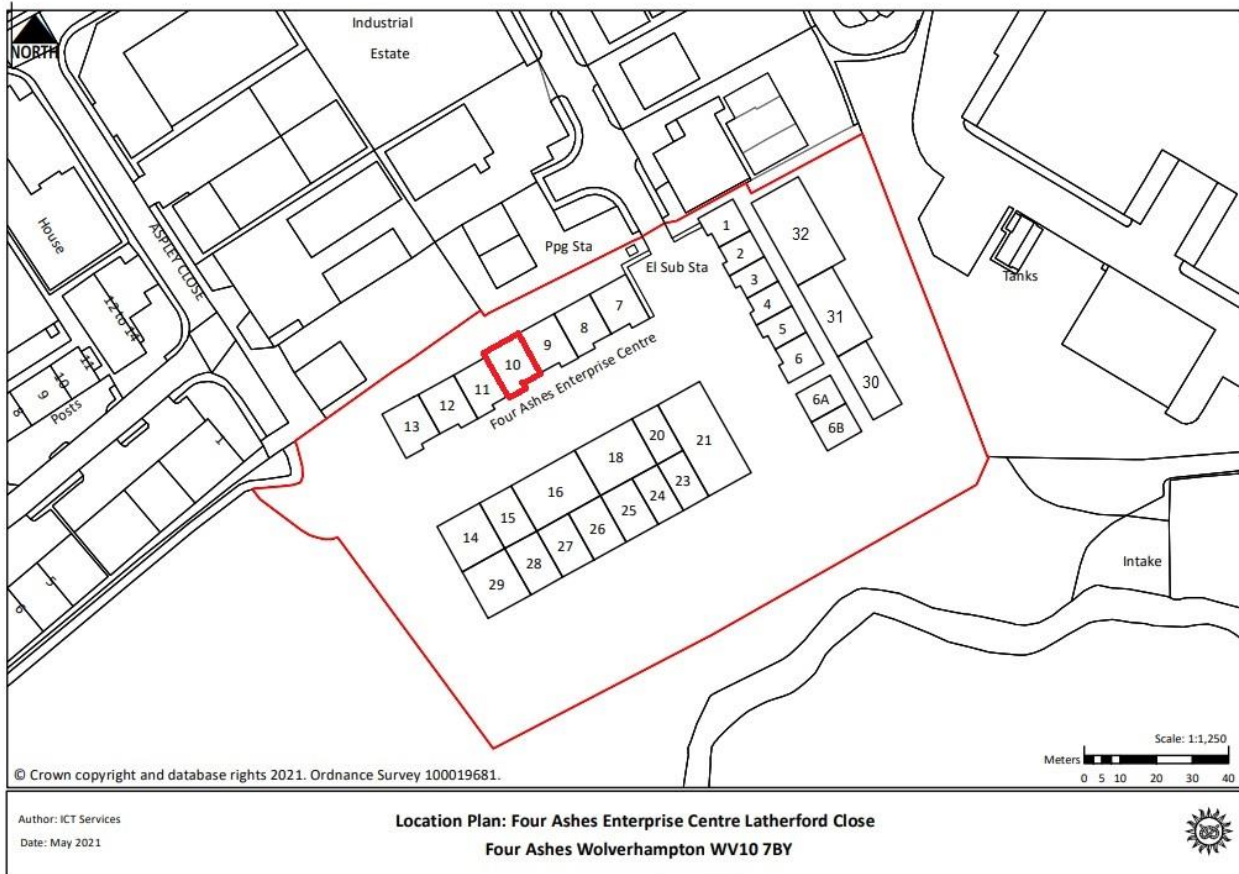 NORTH
Industrial
Estate
House
ASPLEY CLOSE
12 to 14
11
10
9
8
Posts
1
5
6
Ppg Sta
El Sub Sta
Tanks
Intake
1
2
3
4
5
6
6A
6B
32
31
30
7
8
9
10
11
12
13
Four Ashes Enterprise Centre
14
15
16
18
20
21
29
28
27
26
25
24
23
Scale: 1:1,250
Meters
0 5 10 20 30 40
© Crown copyright and database rights 2021. Ordnance Survey 100019681.
Author: ICT Services
Date: May 2021
Location Plan: Four Ashes Enterprise Centre Latherford Close
Four Ashes Wolverhampton WV10 7BY